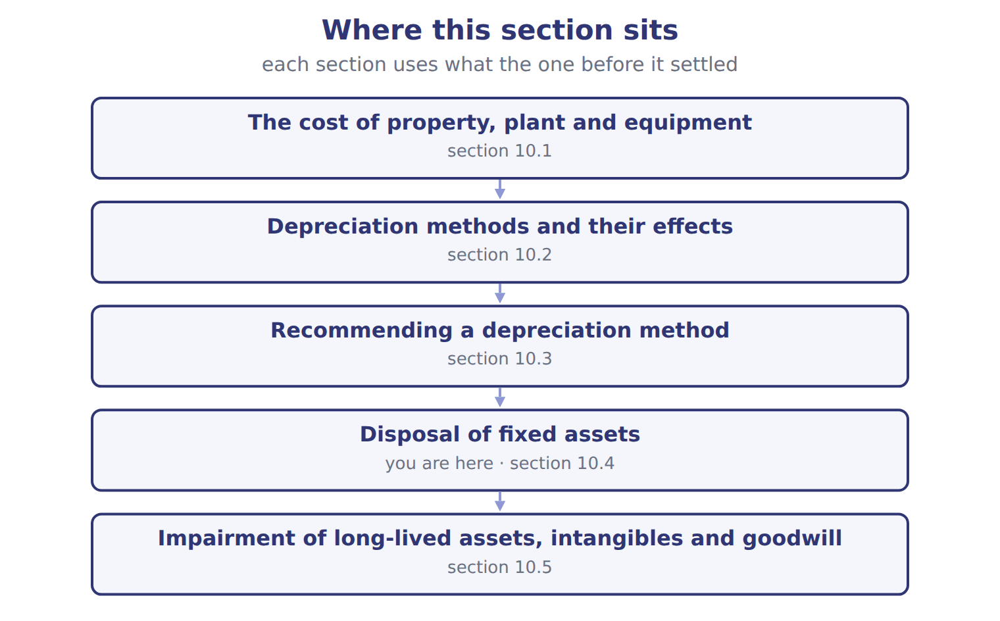 Where this section sits
each section uses what the one before it settled
The cost of property, plant and equipment
section 10.1
Depreciation methods and their effects
section 10.2
Recommending a depreciation method
section 10.3
Disposal of fixed assets
you are here · section 10.4
Impairment of long-lived assets, intangibles and goodwill
section 10.5